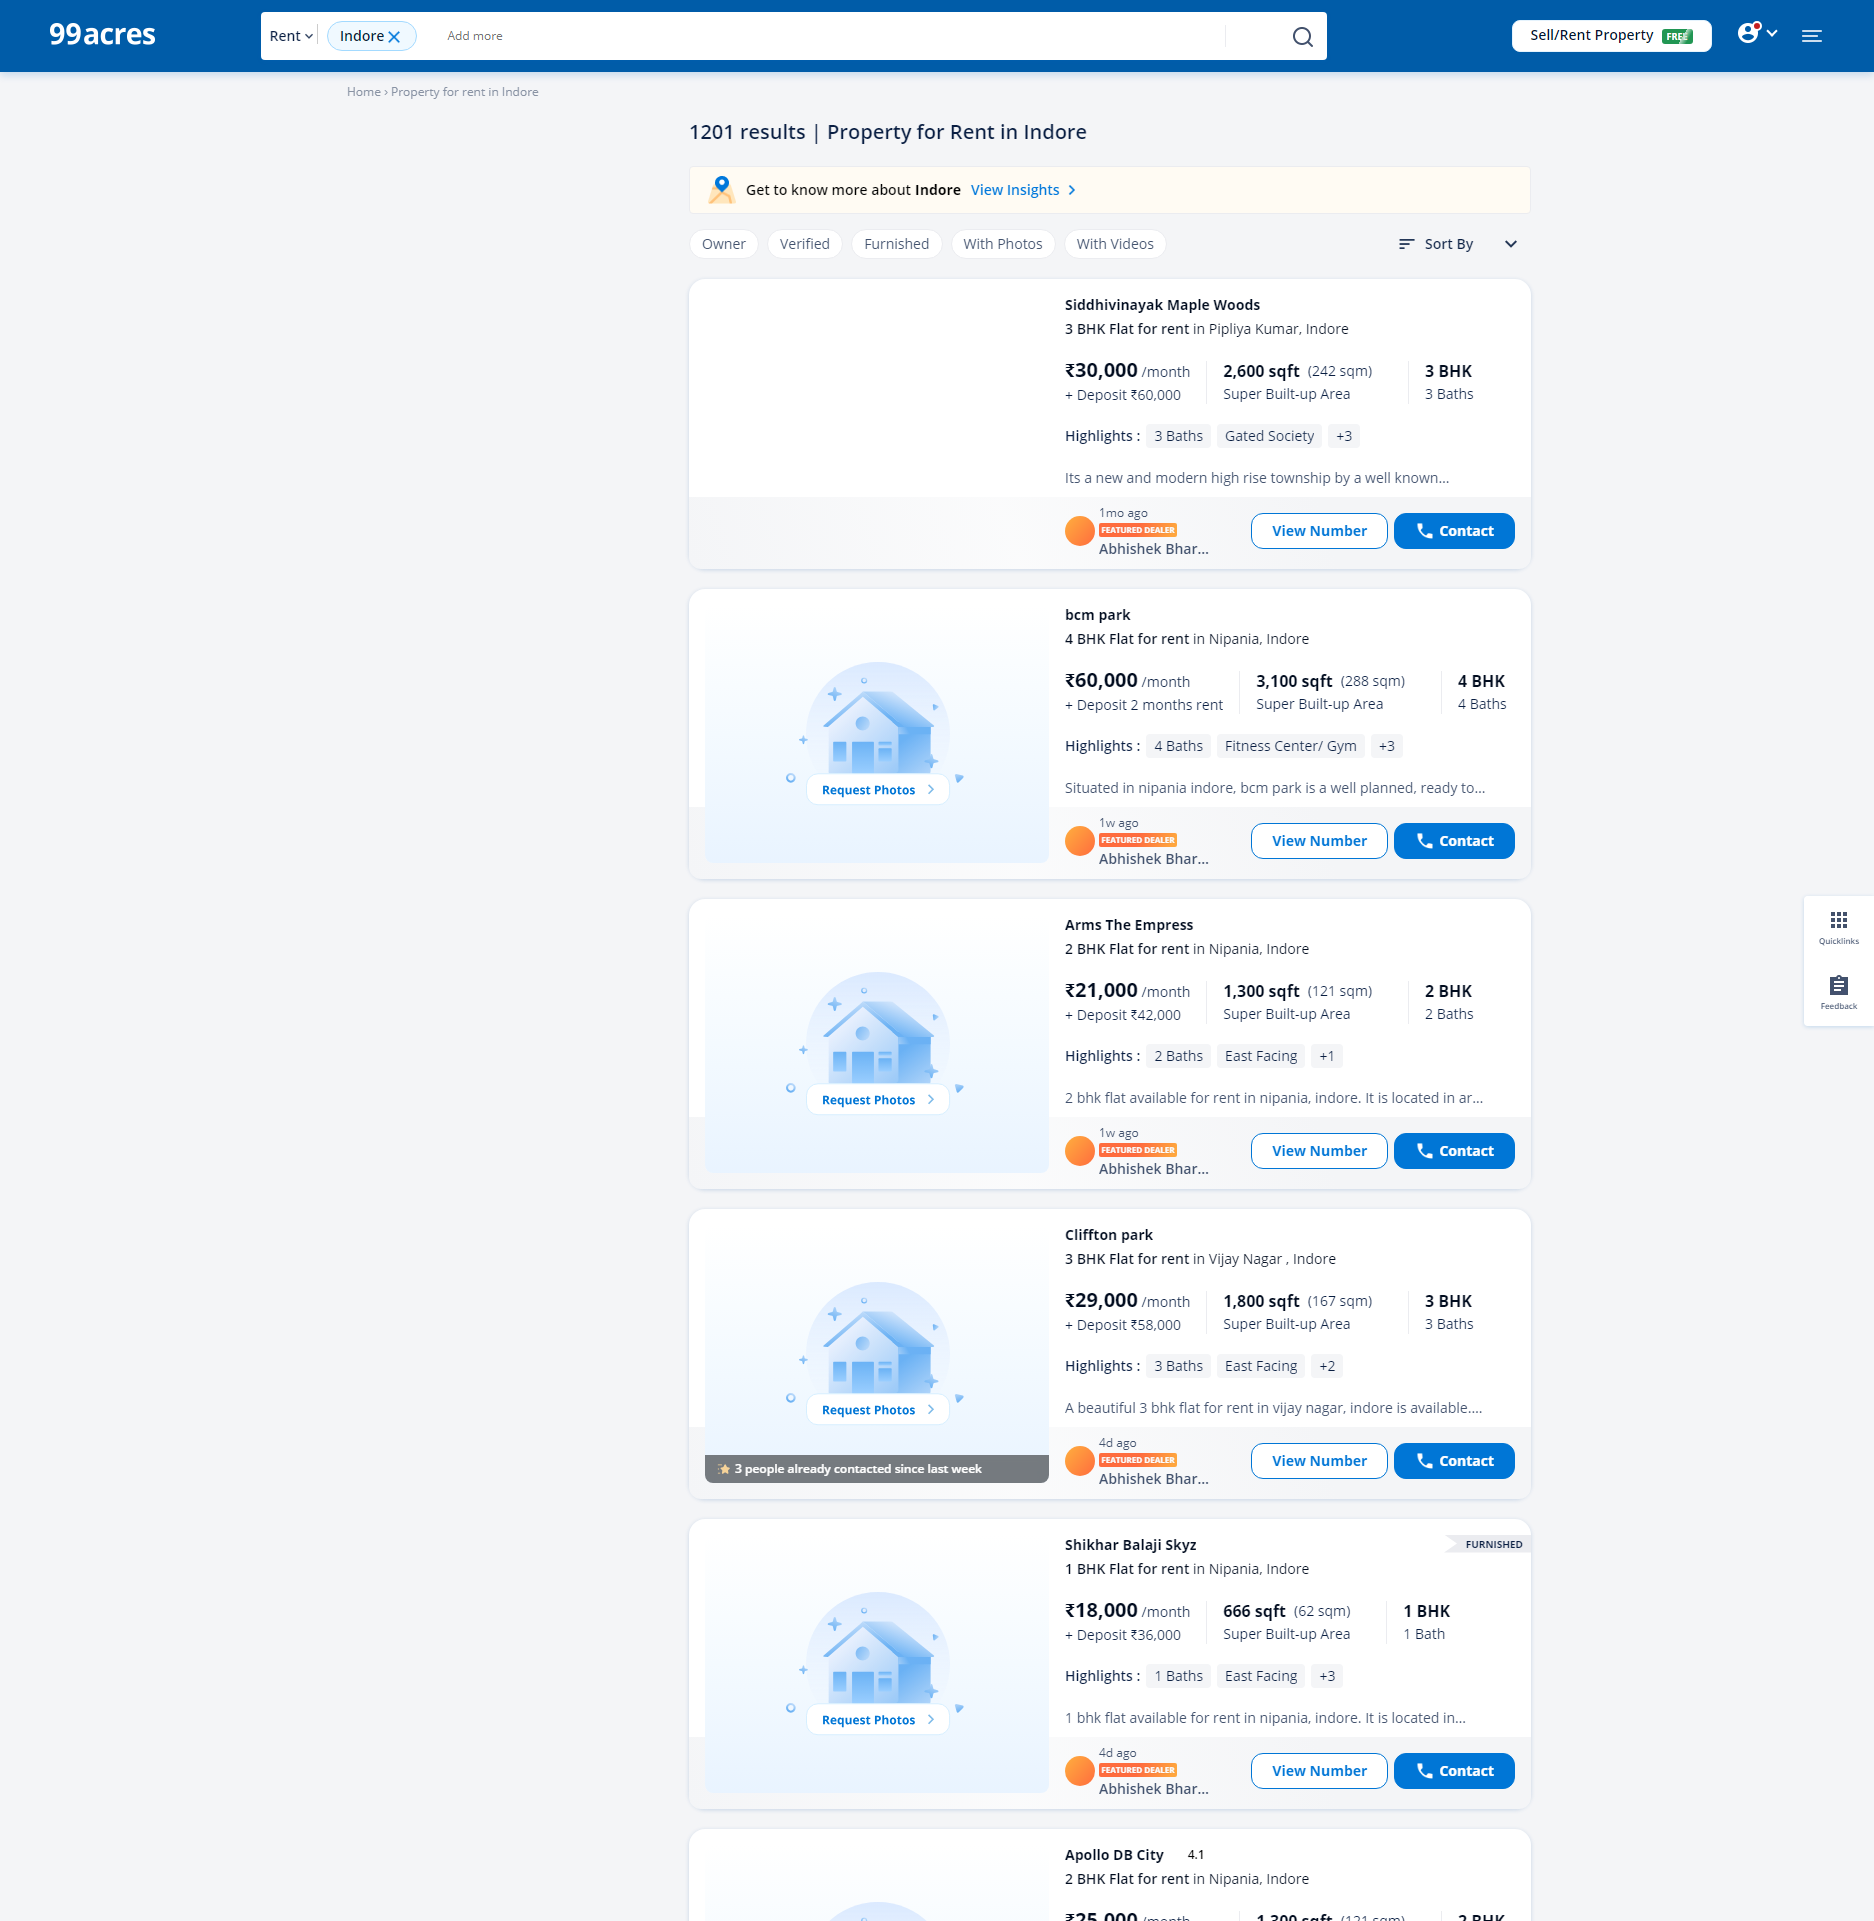 99acres
Rent
Indore
Add more
Sell/Rent Property FREE
Home › Property for rent in Indore
1201 results | Property for Rent in Indore
Get to know more about Indore View Insights
Owner
Verified
Furnished
With Photos
With Videos
Sort By
Siddhivinayak Maple Woods
3 BHK Flat for rent in Pipliya Kumar, Indore
₹30,000 /month 2,600 sqft (242 sqm) 3 BHK
+ Deposit ₹60,000 Super Built-up Area 3 Baths
Highlights : 3 Baths Gated Society +3
Its a new and modern high rise township by a well known...
1mo ago
FEATURED DEALER
Abhishek Bhar...
View Number
Contact
bcm park
4 BHK Flat for rent in Nipania, Indore
₹60,000 /month 3,100 sqft (288 sqm) 4 BHK
+ Deposit 2 months rent Super Built-up Area 4 Baths
Highlights : 4 Baths Fitness Center/ Gym +3
Situated in nipania indore, bcm park is a well planned, ready to...
Request Photos
1w ago
FEATURED DEALER
Abhishek Bhar...
View Number
Contact
Arms The Empress
2 BHK Flat for rent in Nipania, Indore
₹21,000 /month 1,300 sqft (121 sqm) 2 BHK
+ Deposit ₹42,000 Super Built-up Area 2 Baths
Highlights : 2 Baths East Facing +1
2 bhk flat available for rent in nipania, indore. It is located in ar...
Request Photos
1w ago
FEATURED DEALER
Abhishek Bhar...
View Number
Contact
Quicklinks
Feedback
Cliffton park
3 BHK Flat for rent in Vijay Nagar , Indore
₹29,000 /month 1,800 sqft (167 sqm) 3 BHK
+ Deposit ₹58,000 Super Built-up Area 3 Baths
Highlights : 3 Baths East Facing +2
A beautiful 3 bhk flat for rent in vijay nagar, indore is available....
Request Photos
3 people already contacted since last week
4d ago
FEATURED DEALER
Abhishek Bhar...
View Number
Contact
Shikhar Balaji Skyz
FURNISHED
1 BHK Flat for rent in Nipania, Indore
₹18,000 /month 666 sqft (62 sqm) 1 BHK
+ Deposit ₹36,000 Super Built-up Area 1 Bath
Highlights : 1 Baths East Facing +3
1 bhk flat available for rent in nipania, indore. It is located in...
Request Photos
4d ago
FEATURED DEALER
Abhishek Bhar...
View Number
Contact
Apollo DB City 4.1
2 BHK Flat for rent in Nipania, Indore
₹25,000 /month 1,300 sqft (121 sqm) 2 BHK